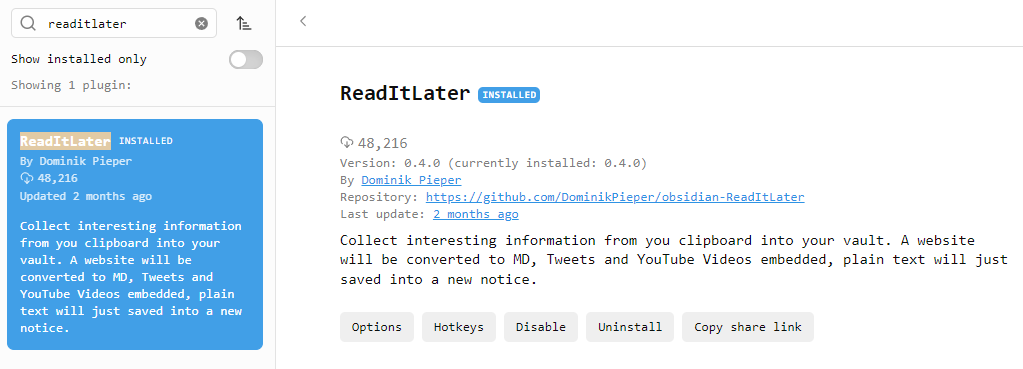 readitlater
Show installed only
Showing 1 plugin:
ReadItLater INSTALLED
By Dominik Pieper
48,216
Updated 2 months ago
Collect interesting information
from you clipboard into your
vault. A website will be
converted to MD, Tweets and
YouTube Videos embedded, plain
text will just saved into a new
notice.
ReadItLater INSTALLED
48,216
Version: 0.4.0 (currently installed: 0.4.0)
By Dominik Pieper
Repository: https://github.com/DominikPieper/obsidian-ReadItLater
Last update: 2 months ago
Collect interesting information from you clipboard into your vault. A website
will be converted to MD, Tweets and YouTube Videos embedded, plain text will just
saved into a new notice.
Options Hotkeys Disable Uninstall Copy share link